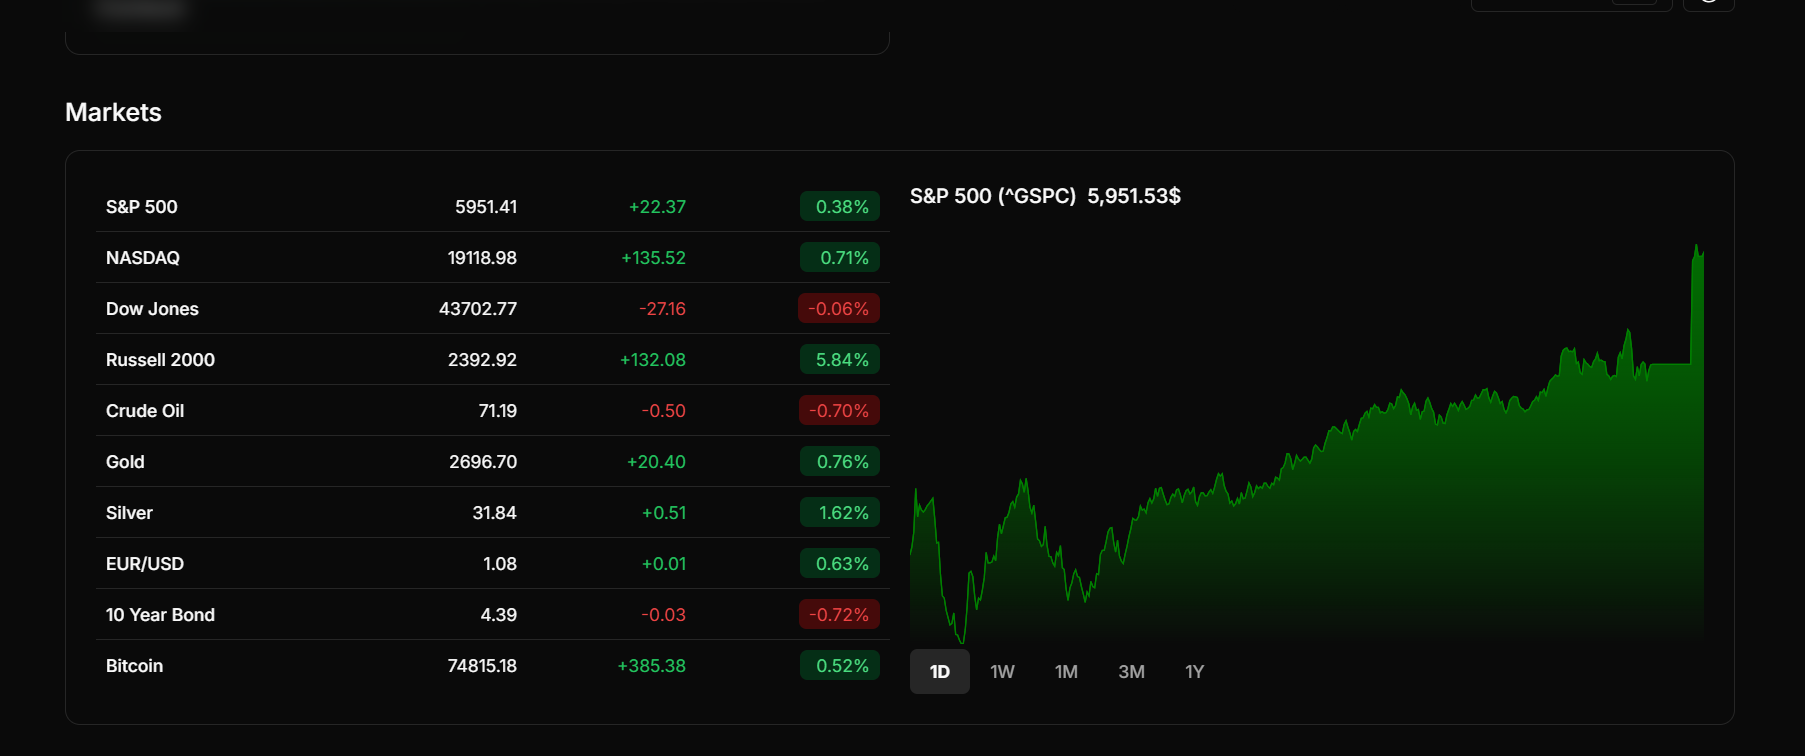 Markets
S&P 500 5951.41 +22.37 0.38%
NASDAQ 19118.98 +135.52 0.71%
Dow Jones 43702.77 -27.16 -0.06%
Russell 2000 2392.92 +132.08 5.84%
Crude Oil 71.19 -0.50 -0.70%
Gold 2696.70 +20.40 0.76%
Silver 31.84 +0.51 1.62%
EUR/USD 1.08 +0.01 0.63%
10 Year Bond 4.39 -0.03 -0.72%
Bitcoin 74815.18 +385.38 0.52%
S&P 500 (^GSPC) 5,951.53$
1D 1W 1M 3M 1Y